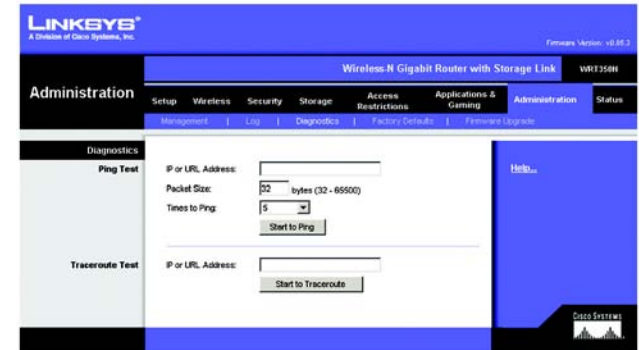 LINKSYS®
A Division of Cisco Systems, Inc.
Firmware Version: v0.95.3
Wireless-N Gigabit Router with Storage Link WRT350N
Administration
Setup Wireless Security Storage Access Restrictions Applications & Gaming Administration Status
Management | Log | Diagnostics | Factory Defaults | Firmware Upgrade
Diagnostics
Ping Test
IP or URL Address:
Packet Size: 32 bytes (32 - 65500)
Times to Ping: 5
Start to Ping
Help...
Traceroute Test
IP or URL Address:
Start to Traceroute
CISCO SYSTEMS